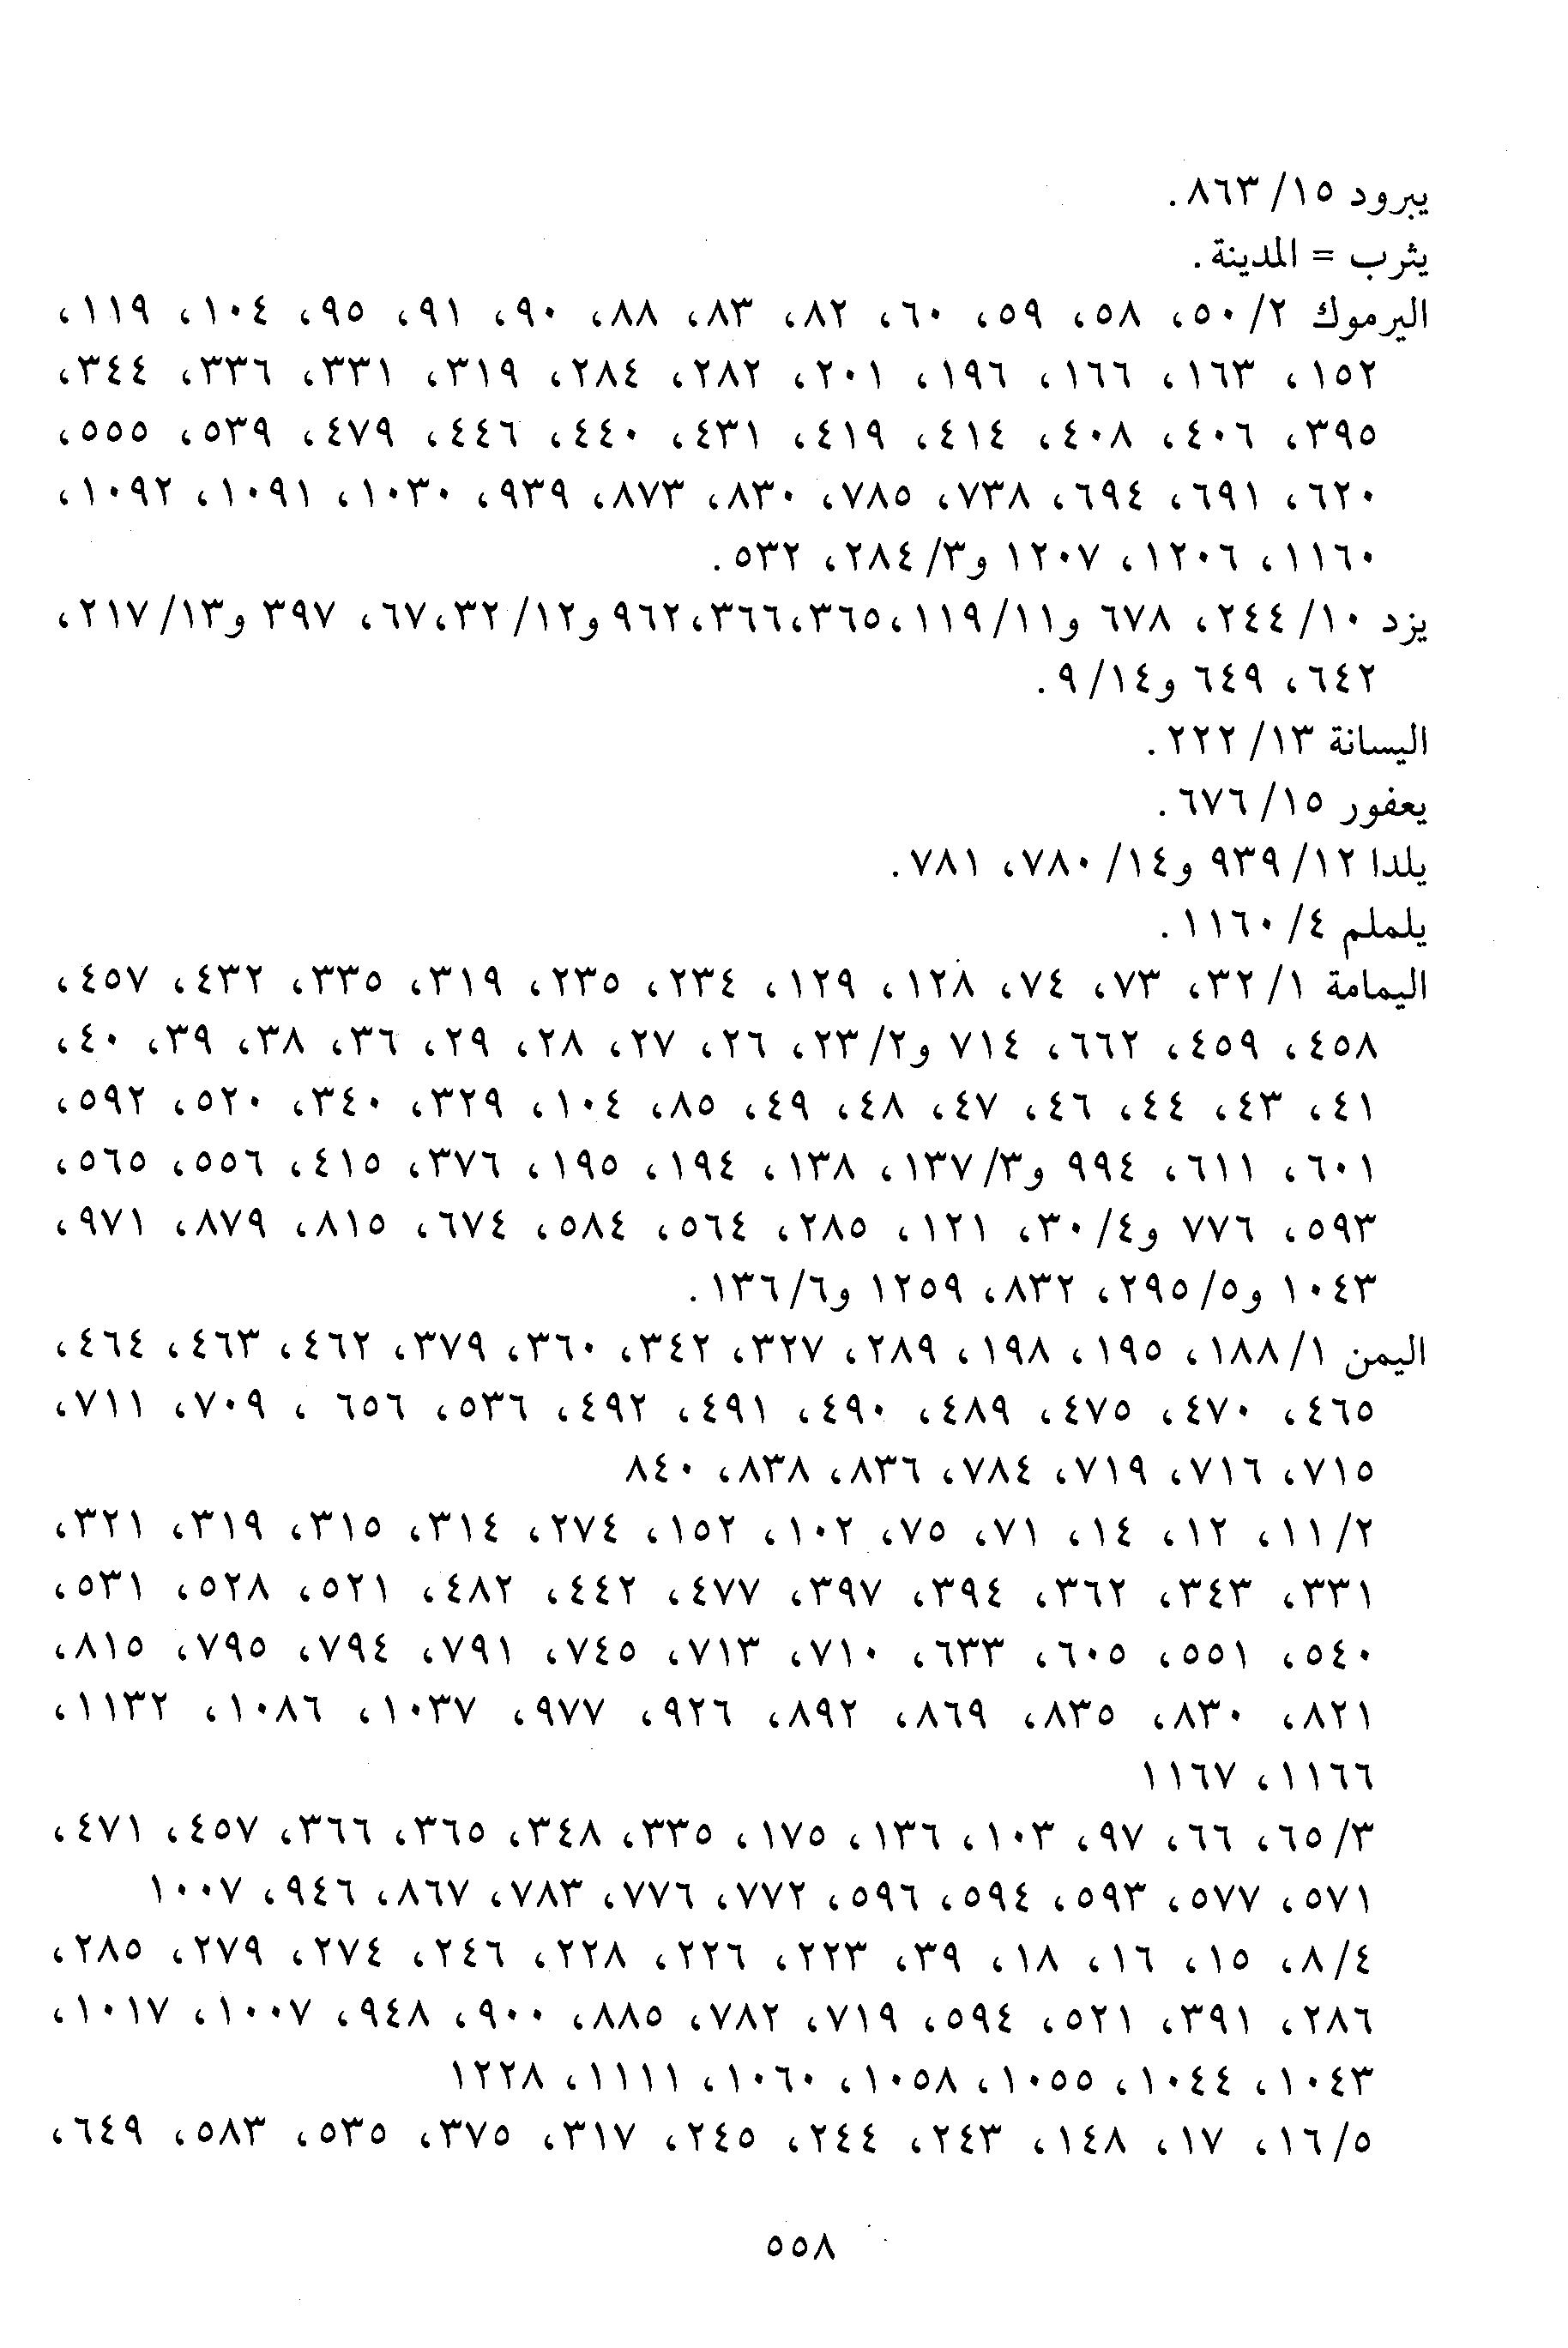 يبرود ١٥/ ٨٦٣.
يثرب = المدينة.
اليرموك ٢/ ٥٠، ٥٨، ٥٩، ٦٠، ٨٢، ٨٣، ٨٨، ٩٠، ٩١، ٩٥، ١٠٤، ١١٩،
١٥٢، ١٦٣، ١٦٦، ١٩٦، ٢٠١، ٢٨٢، ٢٨٤، ٣١٩، ٣٣١، ٣٣٦، ٣٤٤،
٣٩٥، ٤٠٦، ٤٠٨، ٤١٤، ٤١٩، ٤٣١، ٤٤٠، ٤٤٦، ٤٧٩، ٥٣٩، ٥٥٥،
٦٢٠، ٦٩١، ٦٩٤، ٧٣٨، ٧٨٥، ٨٣٠، ٨٧٣، ٩٣٩، ١٠٣٠، ١٠٩١، ١٠٩٢،
١١٦٠، ١٢٠٦، ١٢٠٧ و٣/ ٢٨٤، ٥٣٢.
يزد ١٠/ ٢٤٤، ٦٧٨ و١١/ ١١٩،٣٦٥،٣٦٦،٩٦٢ و١٢/ ٣٢،٦٧، ٣٩٧ و١٣/ ٢١٧،
٦٤٢، ٦٤٩ و١٤/ ٩.
اليسانة ١٣/ ٢٢٢.
يعفور ١٥/ ٦٧٦.
يلدا ١٢/ ٩٣٩ و١٤/ ٧٨٠، ٧٨١.
يلملم ٤/ ١١٦٠.
اليمامة ١/ ٣٢، ٧٣، ٧٤، ١٢٨، ١٢٩، ٢٣٤، ٢٣٥، ٣١٩، ٣٣٥، ٤٣٢، ٤٥٧،
٤٥٨، ٤٥٩، ٦٦٢، ٧١٤ و٢/ ٢٣، ٢٦، ٢٧، ٢٨، ٢٩، ٣٦، ٣٨، ٣٩، ٤٠،
٤١، ٤٣، ٤٤، ٤٦، ٤٧، ٤٨، ٤٩، ٨٥، ١٠٤، ٣٢٩، ٣٤٠، ٥٢٠، ٥٩٢،
٦٠١، ٦١١، ٩٩٤ و٣/ ١٣٧، ١٣٨، ١٩٤، ١٩٥، ٣٧٦، ٤١٥، ٥٥٦، ٥٦٥،
٥٩٣، ٧٧٦ و٤/ ٣٠، ١٢١، ٢٨٥، ٥٦٤، ٥٨٤، ٦٧٤، ٨١٥، ٨٧٩، ٩٧١،
١٠٤٣ و٥/ ٢٩٥، ٨٣٢، ١٢٥٩ و٦/ ١٣٦.
اليمن ١/ ١٨٨، ١٩٥، ١٩٨، ٢٨٩، ٣٢٧، ٣٤٢، ٣٦٠، ٣٧٩، ٤٦٢، ٤٦٣، ٤٦٤،
٤٦٥، ٤٧٠، ٤٧٥، ٤٨٩، ٤٩٠، ٤٩١، ٤٩٢، ٥٣٦، ٦٥٦ ، ٧٠٩، ٧١١،
٧١٥، ٧١٦، ٧١٩، ٧٨٤، ٨٣٦، ٨٣٨، ٨٤٠
٢/ ١١، ١٢، ١٤، ٧١، ٧٥، ١٠٢، ١٥٢، ٢٧٤، ٣١٤، ٣١٥، ٣١٩، ٣٢١،
٣٣١، ٣٤٣، ٣٦٢، ٣٩٤، ٣٩٧، ٤٧٧، ٤٤٢، ٤٨٢، ٥٢١، ٥٢٨، ٥٣١،
٥٤٠، ٥٥١، ٦٠٥، ٦٣٣، ٧١٠، ٧١٣، ٧٤٥، ٧٩١، ٧٩٤، ٧٩٥، ٨١٥،
٨٢١، ٨٣٠، ٨٣٥، ٨٦٩، ٨٩٢، ٩٢٦، ٩٧٧، ١٠٣٧، ١٠٨٦، ١١٣٢،
١١٦٦، ١١٦٧
٣/ ٦٥، ٦٦، ٩٧، ١٠٣، ١٣٦، ١٧٥، ٣٣٥، ٣٤٨، ٣٦٥، ٣٦٦، ٤٥٧، ٤٧١،
٥٧١، ٥٧٧، ٥٩٣، ٥٩٤، ٥٩٦، ٧٧٢، ٧٧٦، ٧٨٣، ٨٦٧، ٩٤٦، ١٠٠٧
٤/ ٨، ١٥، ١٦، ١٨، ٣٩، ٢٢٣، ٢٢٦، ٢٢٨، ٢٤٦، ٢٧٤، ٢٧٩، ٢٨٥،
٢٨٦، ٣٩١، ٥٢١، ٥٩٤، ٧١٩، ٧٨٢، ٨٨٥، ٩٠٠، ٩٤٨، ١٠٠٧، ١٠١٧،
١٠٤٣، ١٠٤٤، ١٠٥٥، ١٠٥٨، ١٠٦٠، ١١١١، ١٢٢٨
٥/ ١٦، ١٧، ١٤٨، ٢٤٣، ٢٤٤، ٢٤٥، ٣١٧، ٣٧٥، ٥٣٥، ٥٨٣، ٦٤٩،
٥٥٨